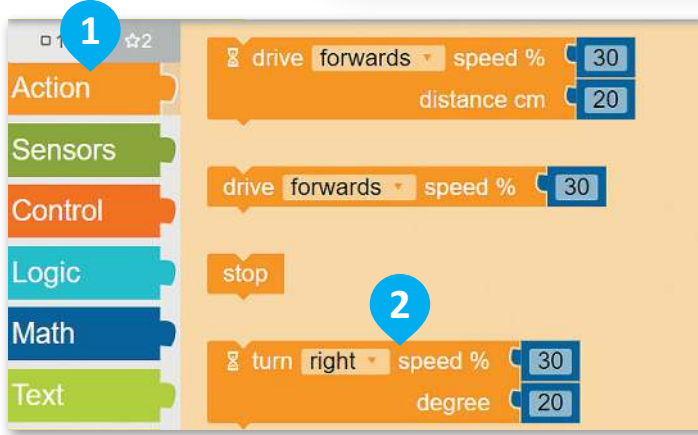 1
2
Action
Sensors
Control
Logic
Math
Text
drive forwards speed % 30
distance cm 20
drive forwards speed % 30
stop
2
turn right speed % 30
degree 20